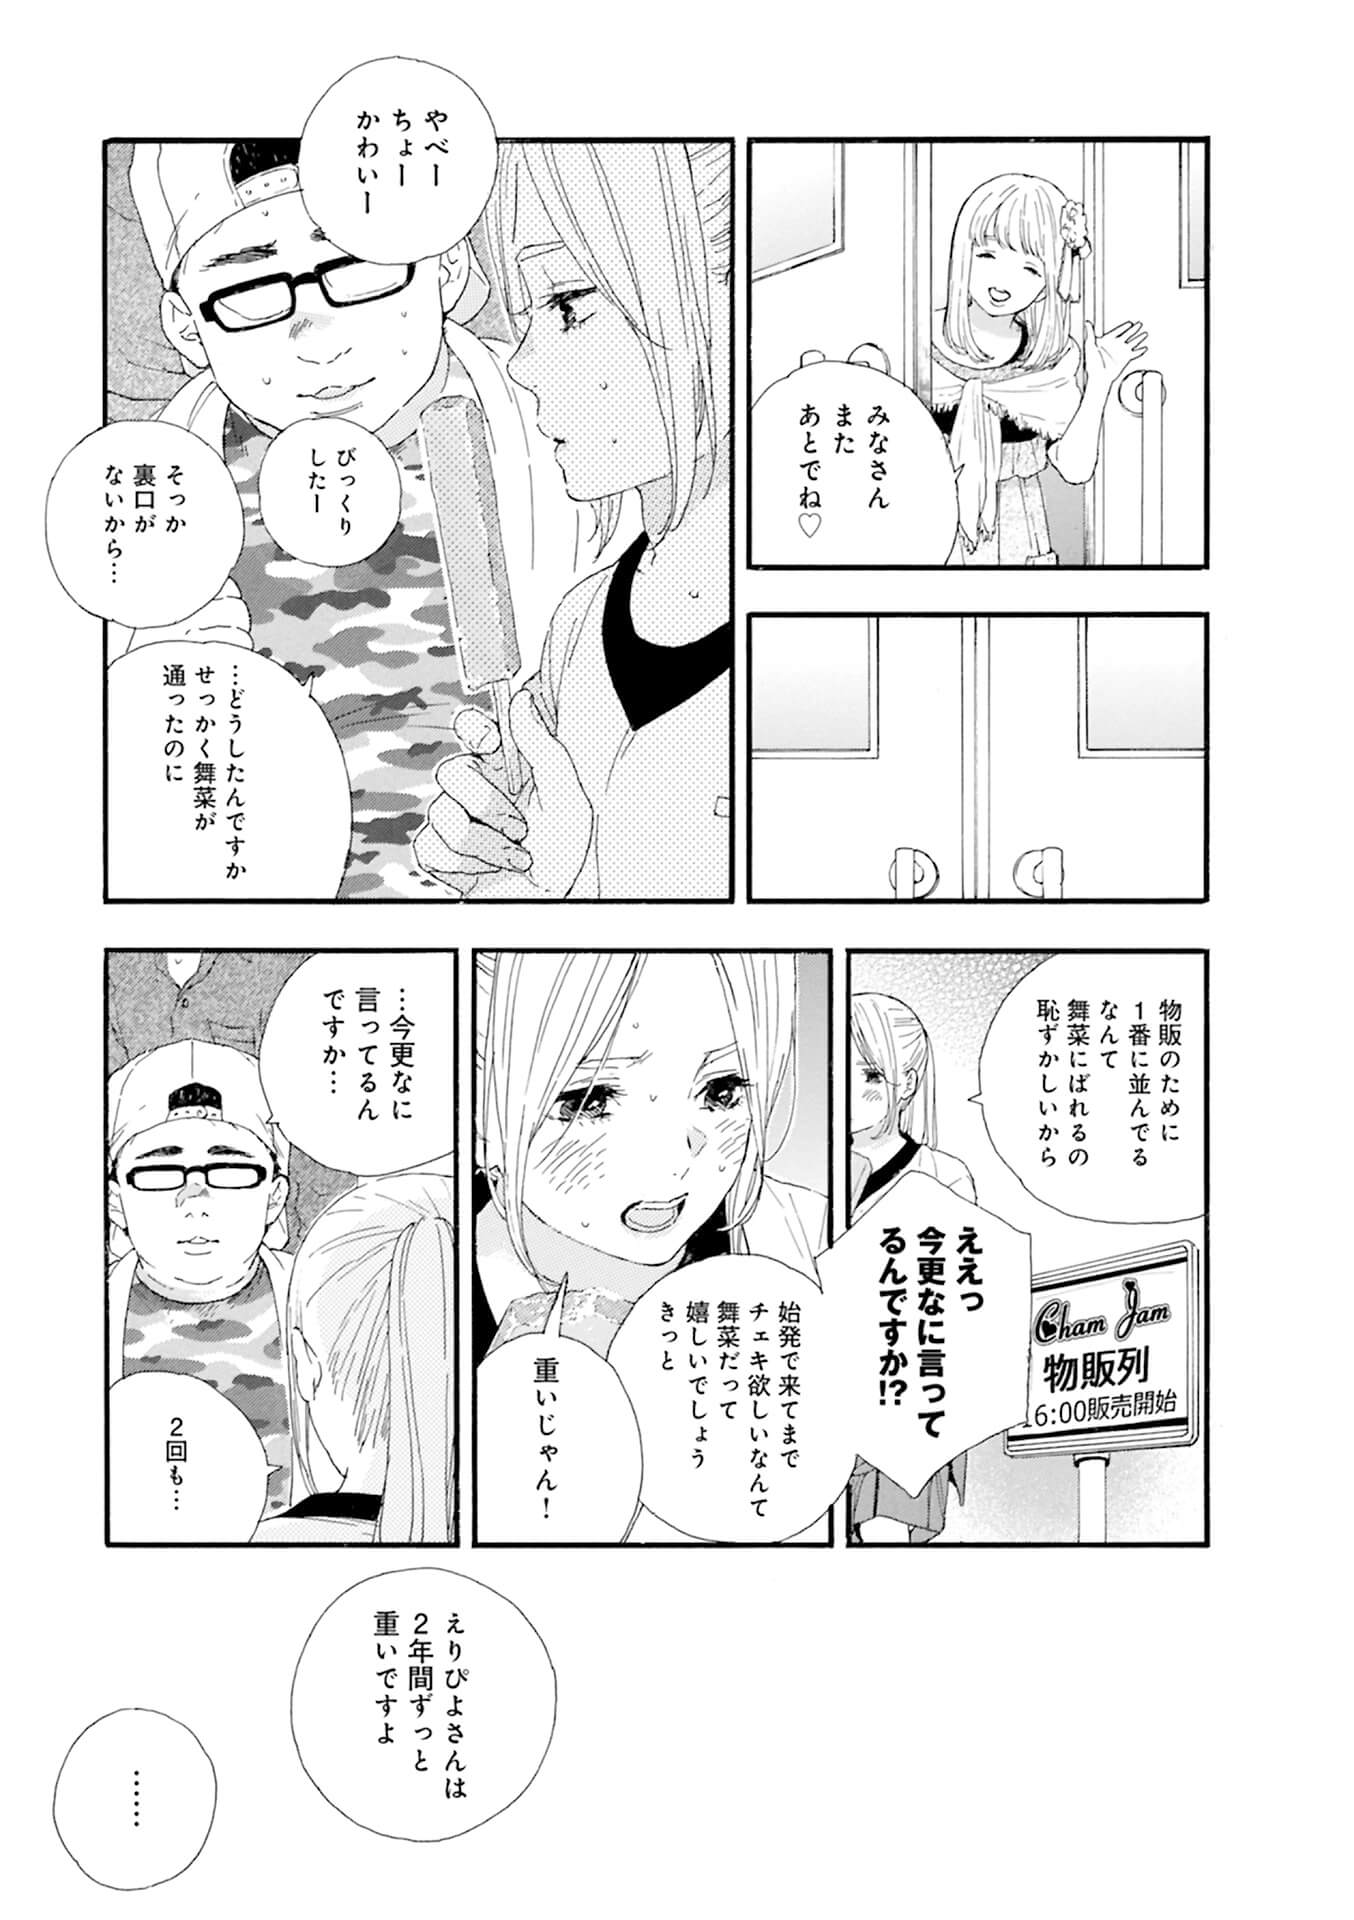 みなさん
また
あとでね♡
やべー
ちょー
かわいー
びっくり
したー
そっか
裏口が
ないから…
…どうしたんですか
せっかく舞菜が
通ったのに
物販のために
1番に並んでる
なんて
舞菜にばれるの
恥ずかしいから
ええっ
今更なに言って
るんですか!?
Cham Jam
物販列
16:00販売開始
始発で来てまで
チェキ欲しいなんて
舞菜だって
嬉しいでしょう
きっと
重いじゃん!
…今更なに
言ってるんん
ですか…
2回も…
えりぴよさんは
2年間ずっと
重いですよ
……